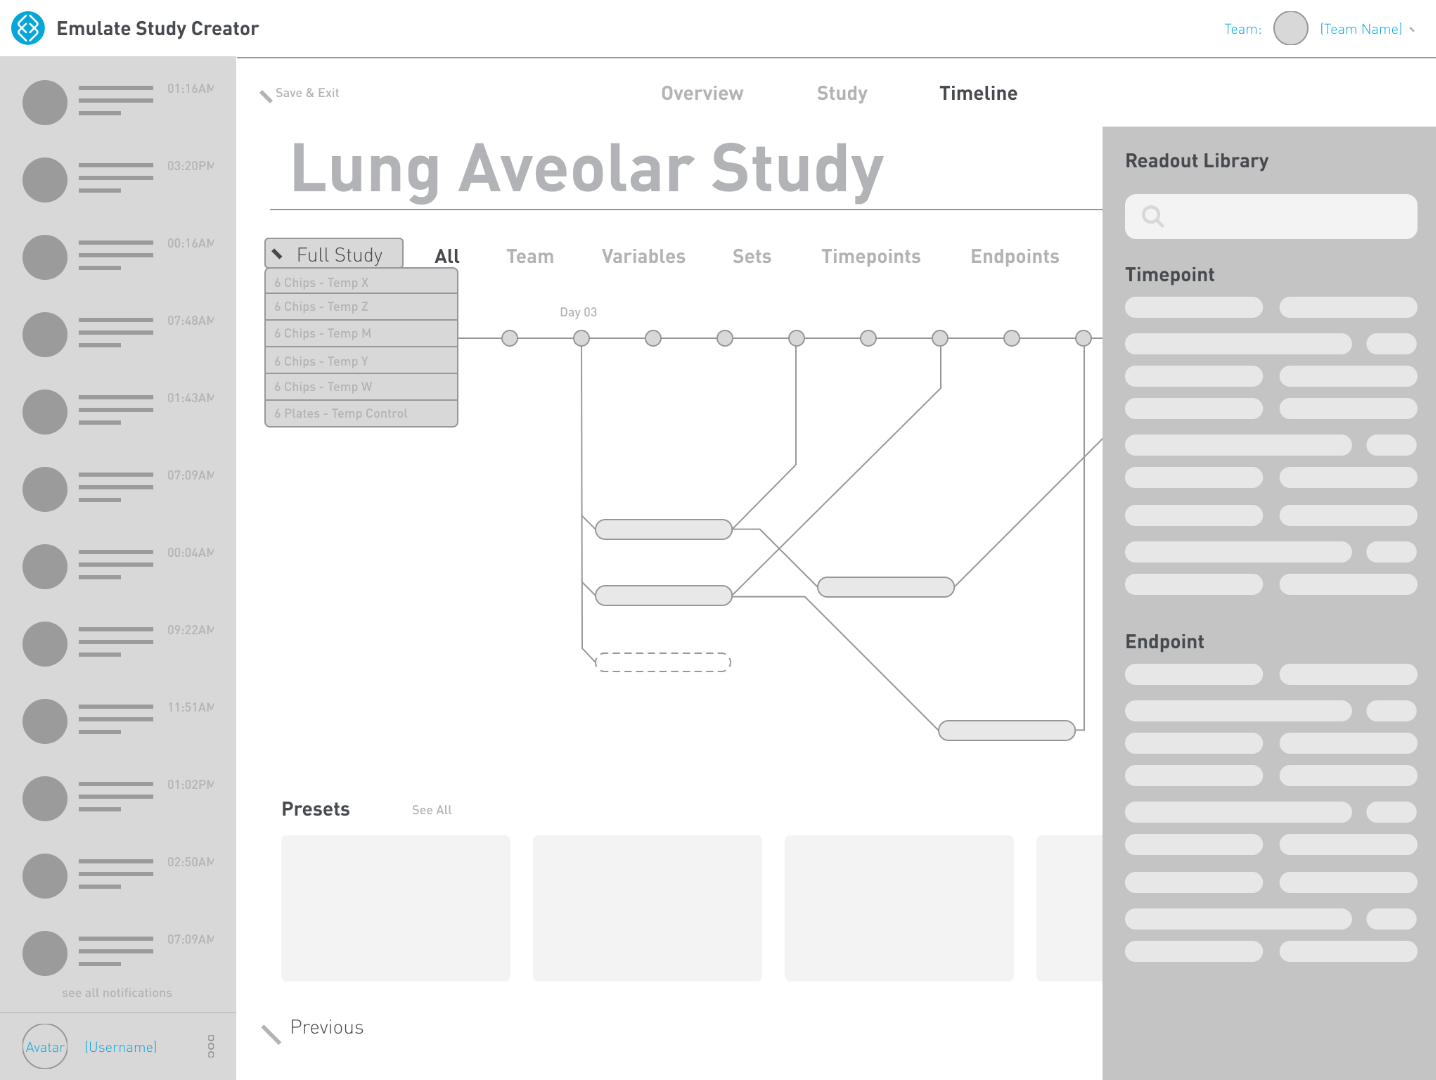 Emulate Study Creator
Team:
[Team Name]
01:16AM
03:20PM
00:16AM
07:48AM
01:43AM
07:09AM
00:04AM
09:22AM
11:51AM
01:02PM
02:50AM
07:09AM
see all notifications
Avatar
[Username]
Save & Exit
Overview
Study
Timeline
Lung Aveolar Study
Full Study
All
Team
Variables
Sets
Timepoints
Endpoints
6 Chips - Temp X
6 Chips - Temp Z
6 Chips - Temp M
6 Chips - Temp Y
6 Chips - Temp W
6 Plates - Temp Control
Day 03
Presets
See All
Previous
Readout Library
Timepoint
Endpoint